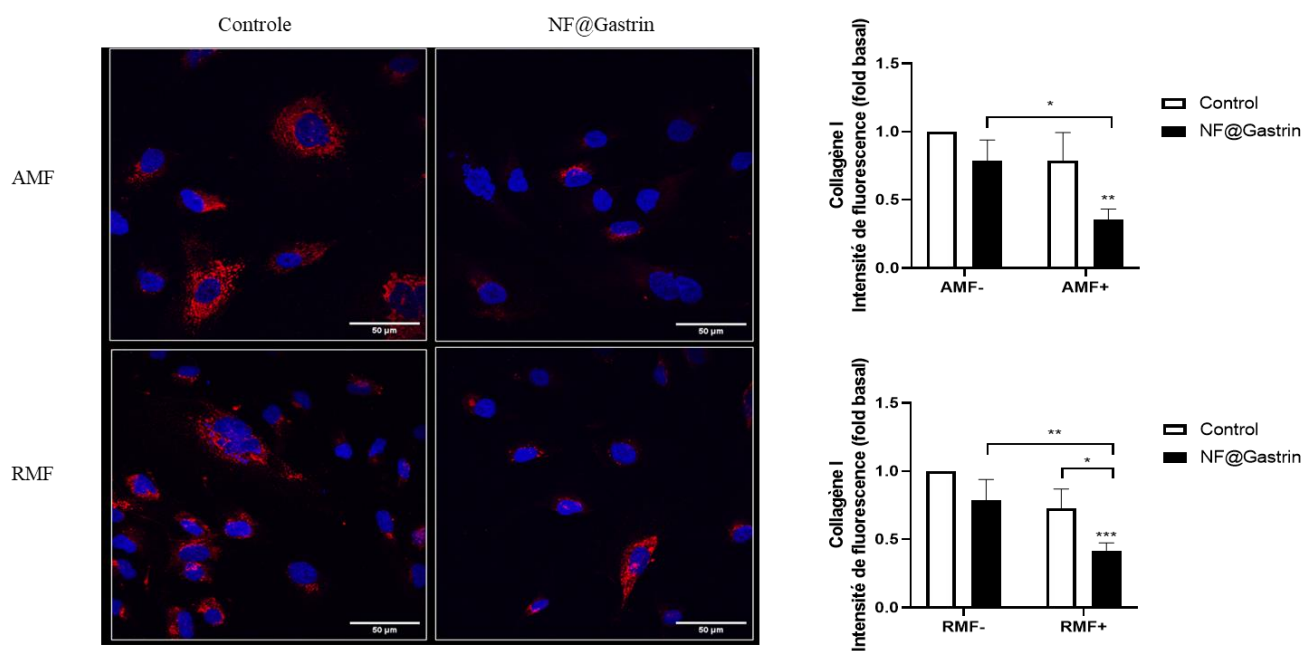 Controle
NF@Gastrin
AMF
50 µm
50 µm
RMF
50 µm
50 µm
Collagène I
Intensité de fluorescence (fold basal)
1.5
1.0
0.5
0.0
*
**
AMF-
AMF+
Control
NF@Gastrin
Collagène I
Intensité de fluorescence (fold basal)
1.5
1.0
0.5
0.0
**
*
***
RMF-
RMF+
Control
NF@Gastrin